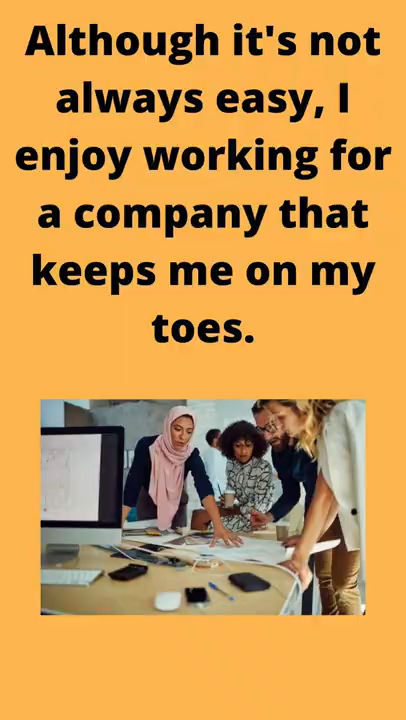 Although it's not
always easy, I
enjoy working for
a company that
keeps me on my
toes.